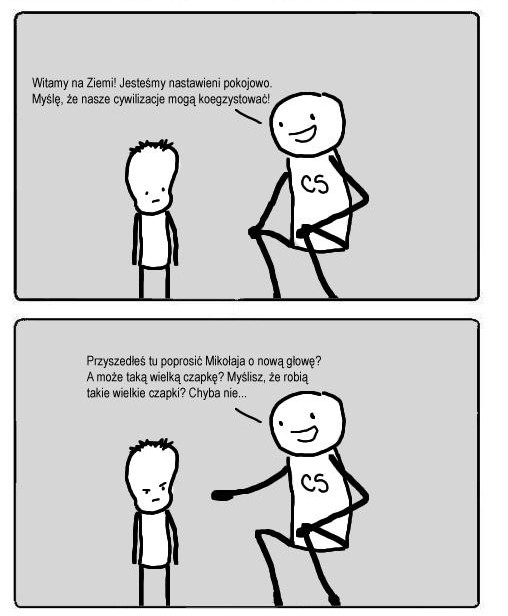 Witamy na Ziemi! Jesteśmy nastawieni pokojowo.
Myślę, że nasze cywilizacje mogą koegzystować!
CS
Przyszedłeś tu poprosić Mikołaja o nową głowę?
A może taką wielką czapkę? Myślisz, że robią
takie wielkie czapki? Chyba nie...
CS